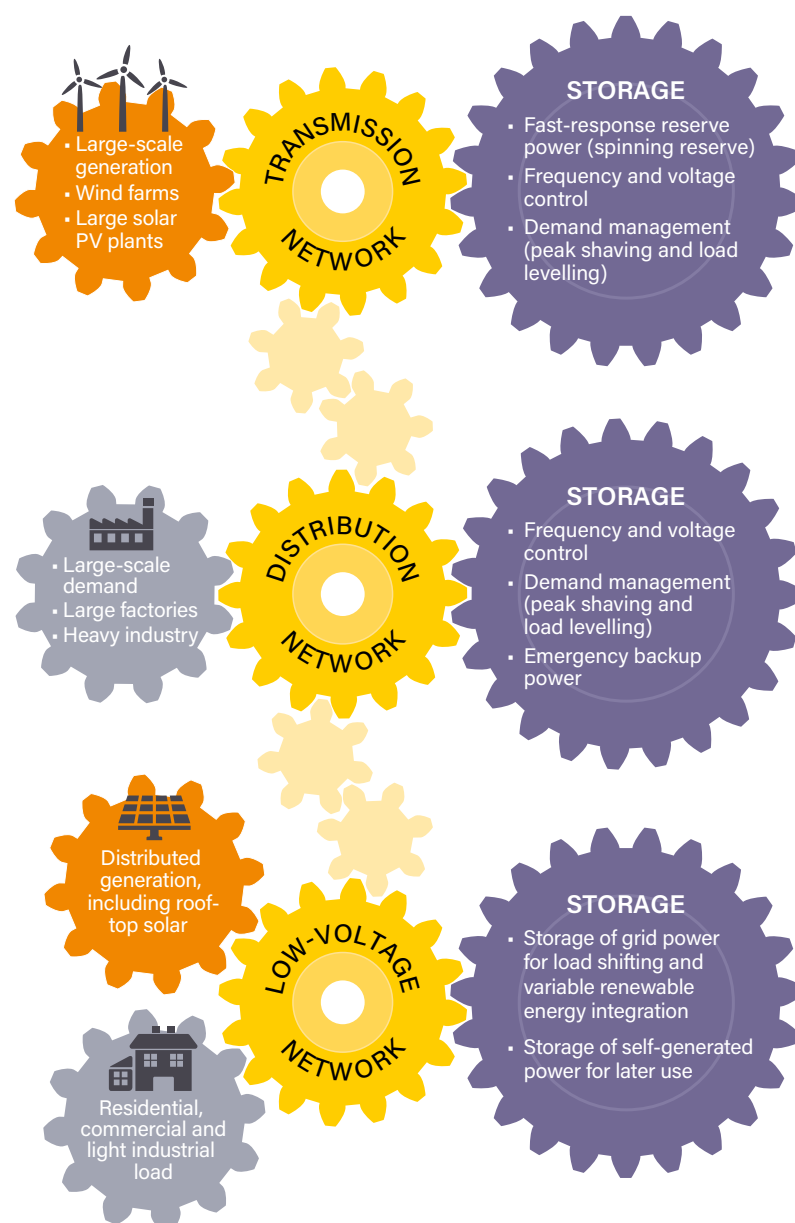 ▪ Large-scale
generation
▪ Wind farms
▪ Large solar
PV plants
TRANSMISSION
NETWORK
STORAGE
▪ Fast-response reserve
power (spinning reserve)
▪ Frequency and voltage
control
▪ Demand management
(peak shaving and load
levelling)
▪ Large-scale
demand
▪ Large factories
▪ Heavy industry
DISTRIBUTION
NETWORK
STORAGE
▪ Frequency and voltage
control
▪ Demand management
(peak shaving and
load levelling)
▪ Emergency backup
power
Distributed
generation,
including roof-
top solar
Residential,
commercial and
light industrial
load
LOW-VOLTAGE
NETWORK
STORAGE
▪ Storage of grid power
for load shifting and
variable renewable
energy integration
▪ Storage of self-generated
power for later use